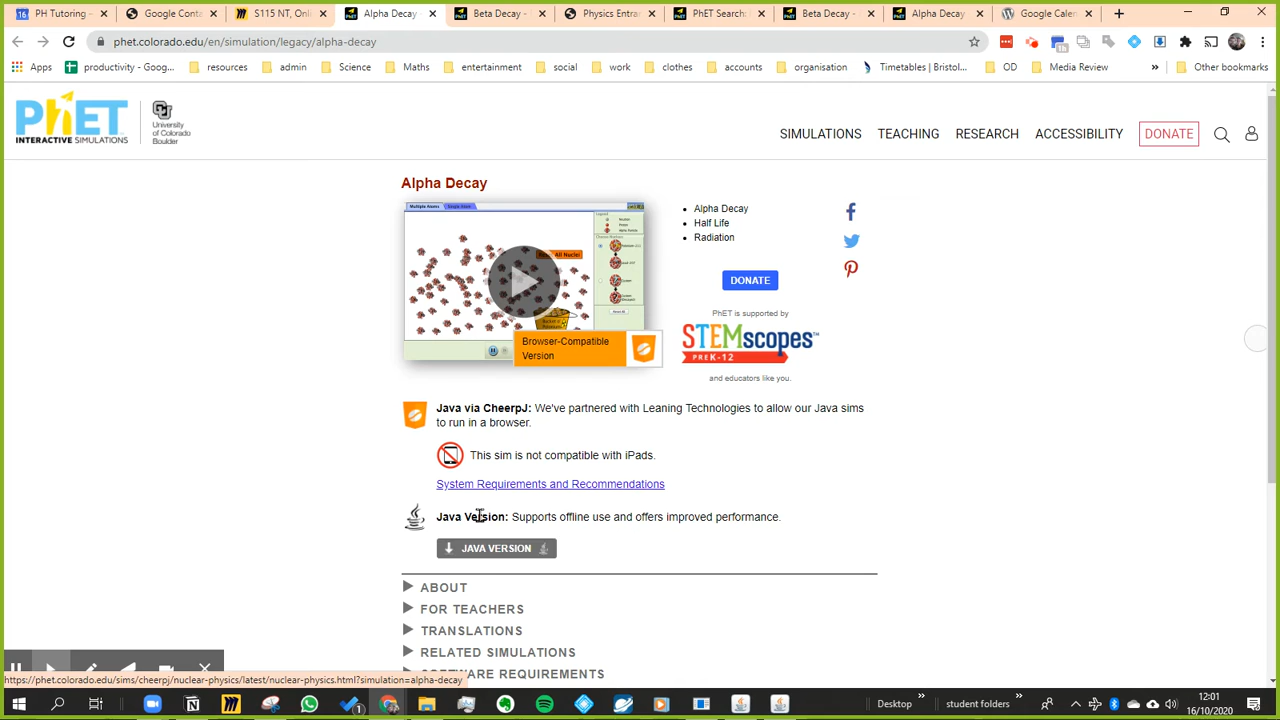 PH Tutoring -
Google Conta
S115 NT, Onli
Alpha Decay
Beta Decay -
Physics Entran
PhET Search:
Beta Decay -
Alpha Decay
Google Calen
phet.colorado.edu/en/simulation/legacy/alpha-decay
Apps
productivity - Goog...
resources
admin
Science
Maths
entertainment
social
work
clothes
accounts
organisation
Timetables | Bristol...
OD
Media Review
Other bookmarks
PhET
INTERACTIVE SIMULATIONS
University
of Colorado
Boulder
SIMULATIONS
TEACHING
RESEARCH
ACCESSIBILITY
DONATE
Alpha Decay
Multiple Atoms
Single Atom
Browser-Compatible
Version
Alpha Decay
Half Life
Radiation
DONATE
PhET is supported by
STEMscopes™
PREK-12
and educators like you.
Java via CheerpJ: We've partnered with Leaning Technologies to allow our Java sims
to run in a browser.
This sim is not compatible with iPads.
System Requirements and Recommendations
Java Version: Supports offline use and offers improved performance.
JAVA VERSION
ABOUT
FOR TEACHERS
TRANSLATIONS
RELATED SIMULATIONS
SOFTWARE REQUIREMENTS
https://phet.colorado.edu/sims/cheerpj/nuclear-physics/latest/nuclear-physics.html?simulation=alpha-decay
Desktop
student folders
12:01
16/10/2020